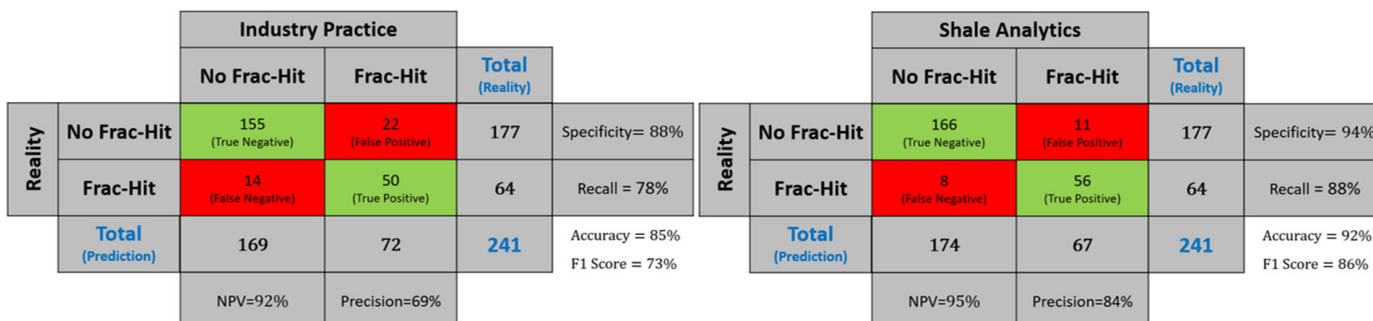 Industry Practice
No Frac-Hit Frac-Hit Total
(Reality)
Reality
No Frac-Hit 155 22 177 Specificity= 88%
(True Negative) (False Positive)
Frac-Hit 14 50 64 Recall = 78%
(False Negative) (True Positive)
Total 169 72 241 Accuracy = 85%
(Prediction) F1 Score = 73%
NPV=92% Precision=69%
Shale Analytics
No Frac-Hit Frac-Hit Total
(Reality)
Reality
No Frac-Hit 166 11 177 Specificity= 94%
(True Negative) (False Positive)
Frac-Hit 8 56 64 Recall = 88%
(False Negative) (True Positive)
Total 174 67 241 Accuracy = 92%
(Prediction) F1 Score = 86%
NPV=95% Precision=84%